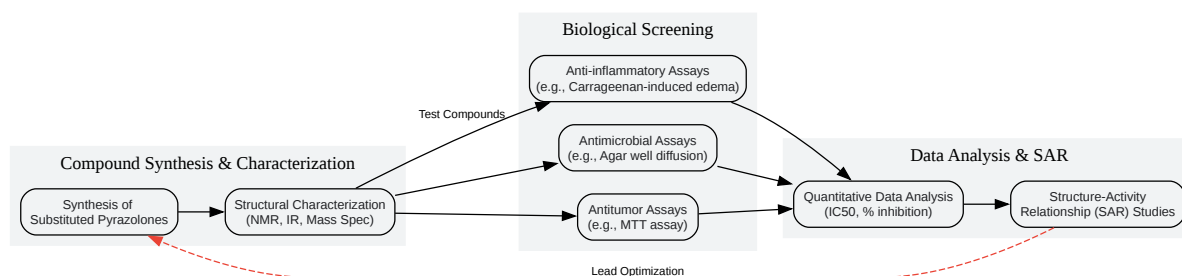 Biological Screening
Anti-inflammatory Assays
(e.g., Carrageenan-induced edema)
Test Compounds
Antimicrobial Assays
(e.g., Agar well diffusion)
Compound Synthesis & Characterization
Data Analysis & SAR
Synthesis of
Substituted Pyrazolones
Structural Characterization
(NMR, IR, Mass Spec)
Antitumor Assays
(e.g., MTT assay)
Quantitative Data Analysis
(IC50, % inhibition)
Structure-Activity
Relationship (SAR) Studies
Lead Optimization